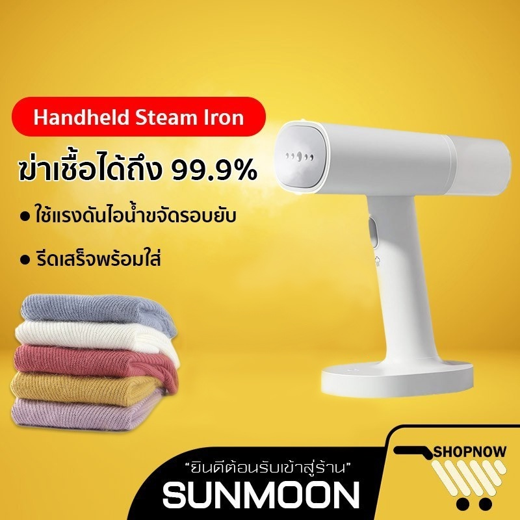 Handheld Steam Iron
ฆ่าเชื้อได้ถึง 99.9%
● ใช้แรงดันไอน้ำขจัดรอบยับ
● รีดเสร็จพร้อมใส่
“ยินดีต้อนรับเข้าสู่ร้าน”
SUNMOON
SHOPNOW